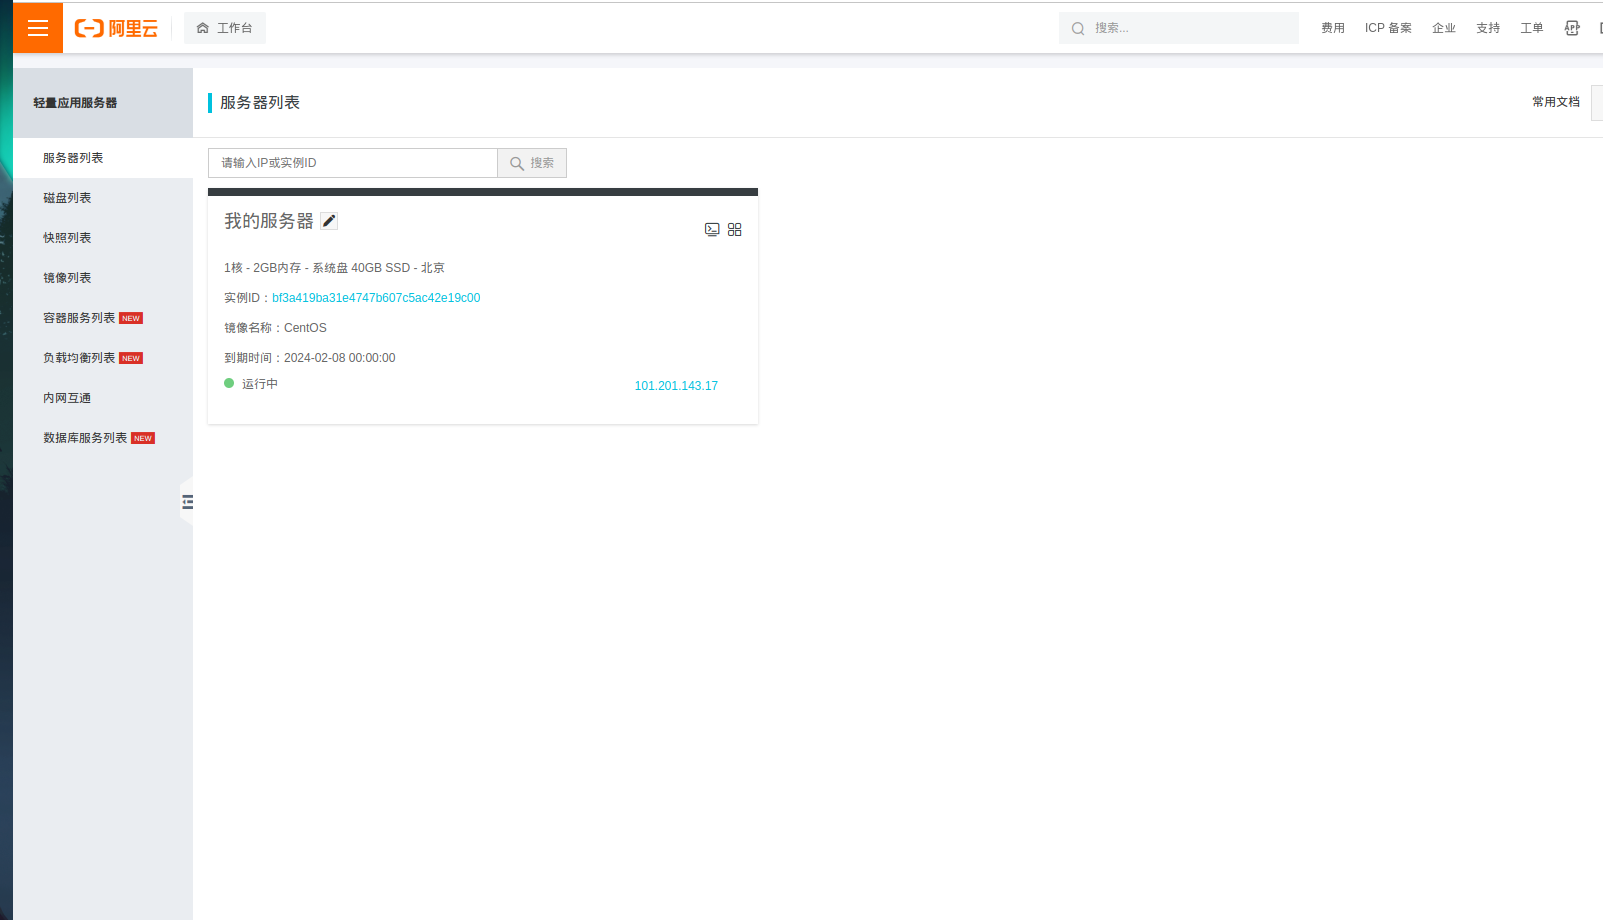 阿里云
工作台
搜索...
费用
ICP 备案
企业
支持
工单
APP
轻量应用服务器
服务器列表
磁盘列表
快照列表
镜像列表
容器服务列表 NEW
负载均衡列表 NEW
内网互通
数据库服务列表 NEW
服务器列表
常用文档
请输入IP或实例ID
搜索
我的服务器
1核 - 2GB内存 - 系统盘 40GB SSD - 北京
实例ID：bf3a419ba31e4747b607c5ac42e19c00
镜像名称：CentOS
到期时间：2024-02-08 00:00:00
运行中
101.201.143.17